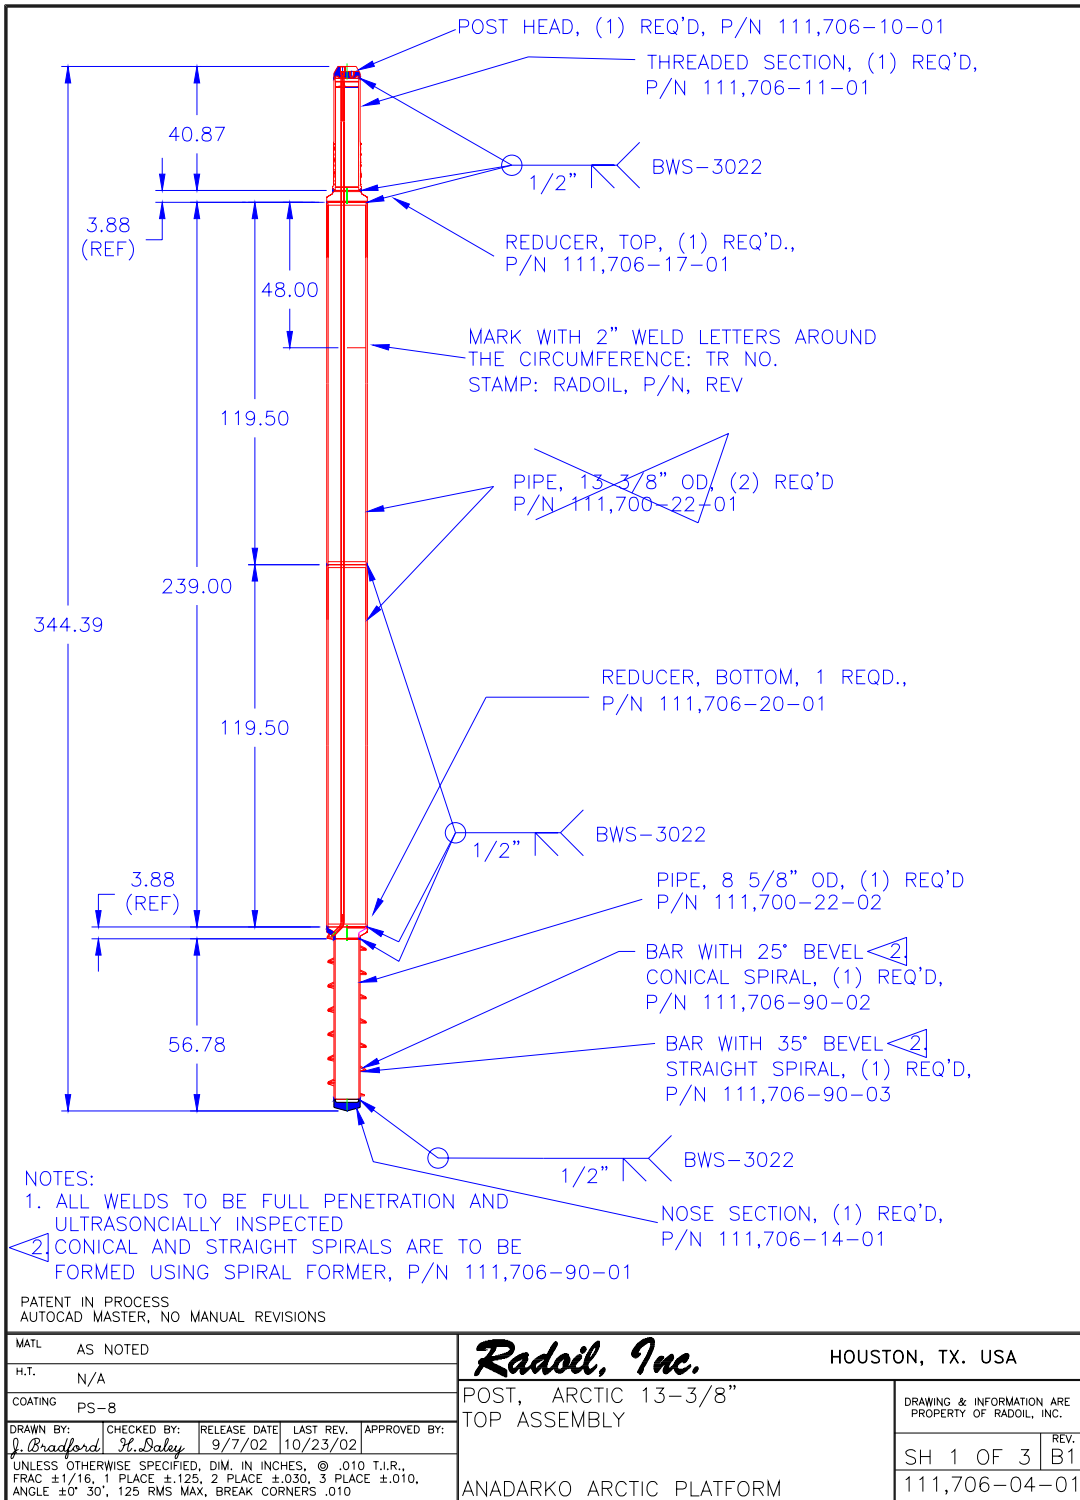 POST HEAD, (1) REQ'D, P/N 111,706-10-01
THREADED SECTION, (1) REQ'D,
P/N 111,706-11-01
40.87
1/2"
BWS-3022
3.88
(REF)
REDUCER, TOP, (1) REQ'D.,
P/N 111,706-17-01
48.00
MARK WITH 2" WELD LETTERS AROUND
THE CIRCUMFERENCE: TR NO.
STAMP: RADOIL, P/N, REV
119.50
PIPE, 13 3/8" OD, (2) REQ'D
P/N 111,700-22-01
239.00
344.39
REDUCER, BOTTOM, 1 REQD.,
P/N 111,706-20-01
119.50
1/2"
BWS-3022
3.88
(REF)
PIPE, 8 5/8" OD, (1) REQ'D
P/N 111,700-22-02
BAR WITH 25° BEVEL 2.
CONICAL SPIRAL, (1) REQ'D,
P/N 111,706-90-02
56.78
BAR WITH 35° BEVEL 2.
STRAIGHT SPIRAL, (1) REQ'D,
P/N 111,706-90-03
1/2"
BWS-3022
NOSE SECTION, (1) REQ'D,
P/N 111,706-14-01
NOTES:
1. ALL WELDS TO BE FULL PENETRATION AND
ULTRASONCIALLY INSPECTED
2. CONICAL AND STRAIGHT SPIRALS ARE TO BE
FORMED USING SPIRAL FORMER, P/N 111,706-90-01
PATENT IN PROCESS
AUTOCAD MASTER, NO MANUAL REVISIONS
MATL AS NOTED
H.T. N/A
COATING PS-8
DRAWN BY: J. Bradford
CHECKED BY: H. Daley
RELEASE DATE 9/7/02
LAST REV. 10/23/02
APPROVED BY:
UNLESS OTHERWISE SPECIFIED, DIM. IN INCHES, ◎ .010 T.I.R.,
FRAC ±1/16, 1 PLACE ±.125, 2 PLACE ±.030, 3 PLACE ±.010,
ANGLE ±0° 30', 125 RMS MAX, BREAK CORNERS .010
Radoil, Inc.
HOUSTON, TX. USA
POST, ARCTIC 13-3/8"
TOP ASSEMBLY
ANADARKO ARCTIC PLATFORM
DRAWING & INFORMATION ARE
PROPERTY OF RADOIL, INC.
SH 1 OF 3
REV. B1
111,706-04-01